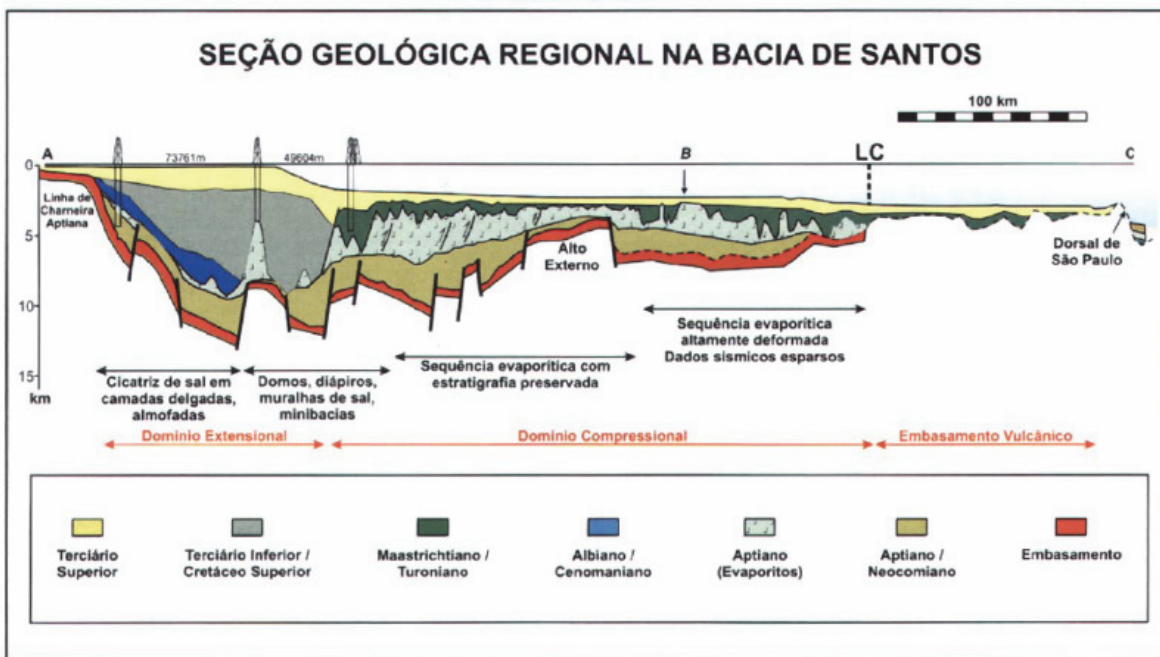 SEÇÃO GEOLÓGICA REGIONAL NA BACIA DE SANTOS
100 km
A
73761m
49604m
B
LC
C
0
5
10
15
km
Linha de
Charneira
Aptiana
Alto
Externo
Dorsal de
São Paulo
Cicatriz de sal em
camadas delgadas,
almofadas
Domos, diápiros,
muralhas de sal,
minibacias
Sequência evaporítica com
estratigrafia preservada
Sequência evaporítica
altamente deformada
Dados sísmicos esparsos
Domínio Extensional
Domínio Compressional
Embasamento Vulcânico
Terciário
Superior
Terciário Inferior /
Cretáceo Superior
Maastrichtiano /
Turoniano
Albiano /
Cenomaniano
Aptiano
(Evaporitos)
Aptiano /
Neocomiano
Embasamento